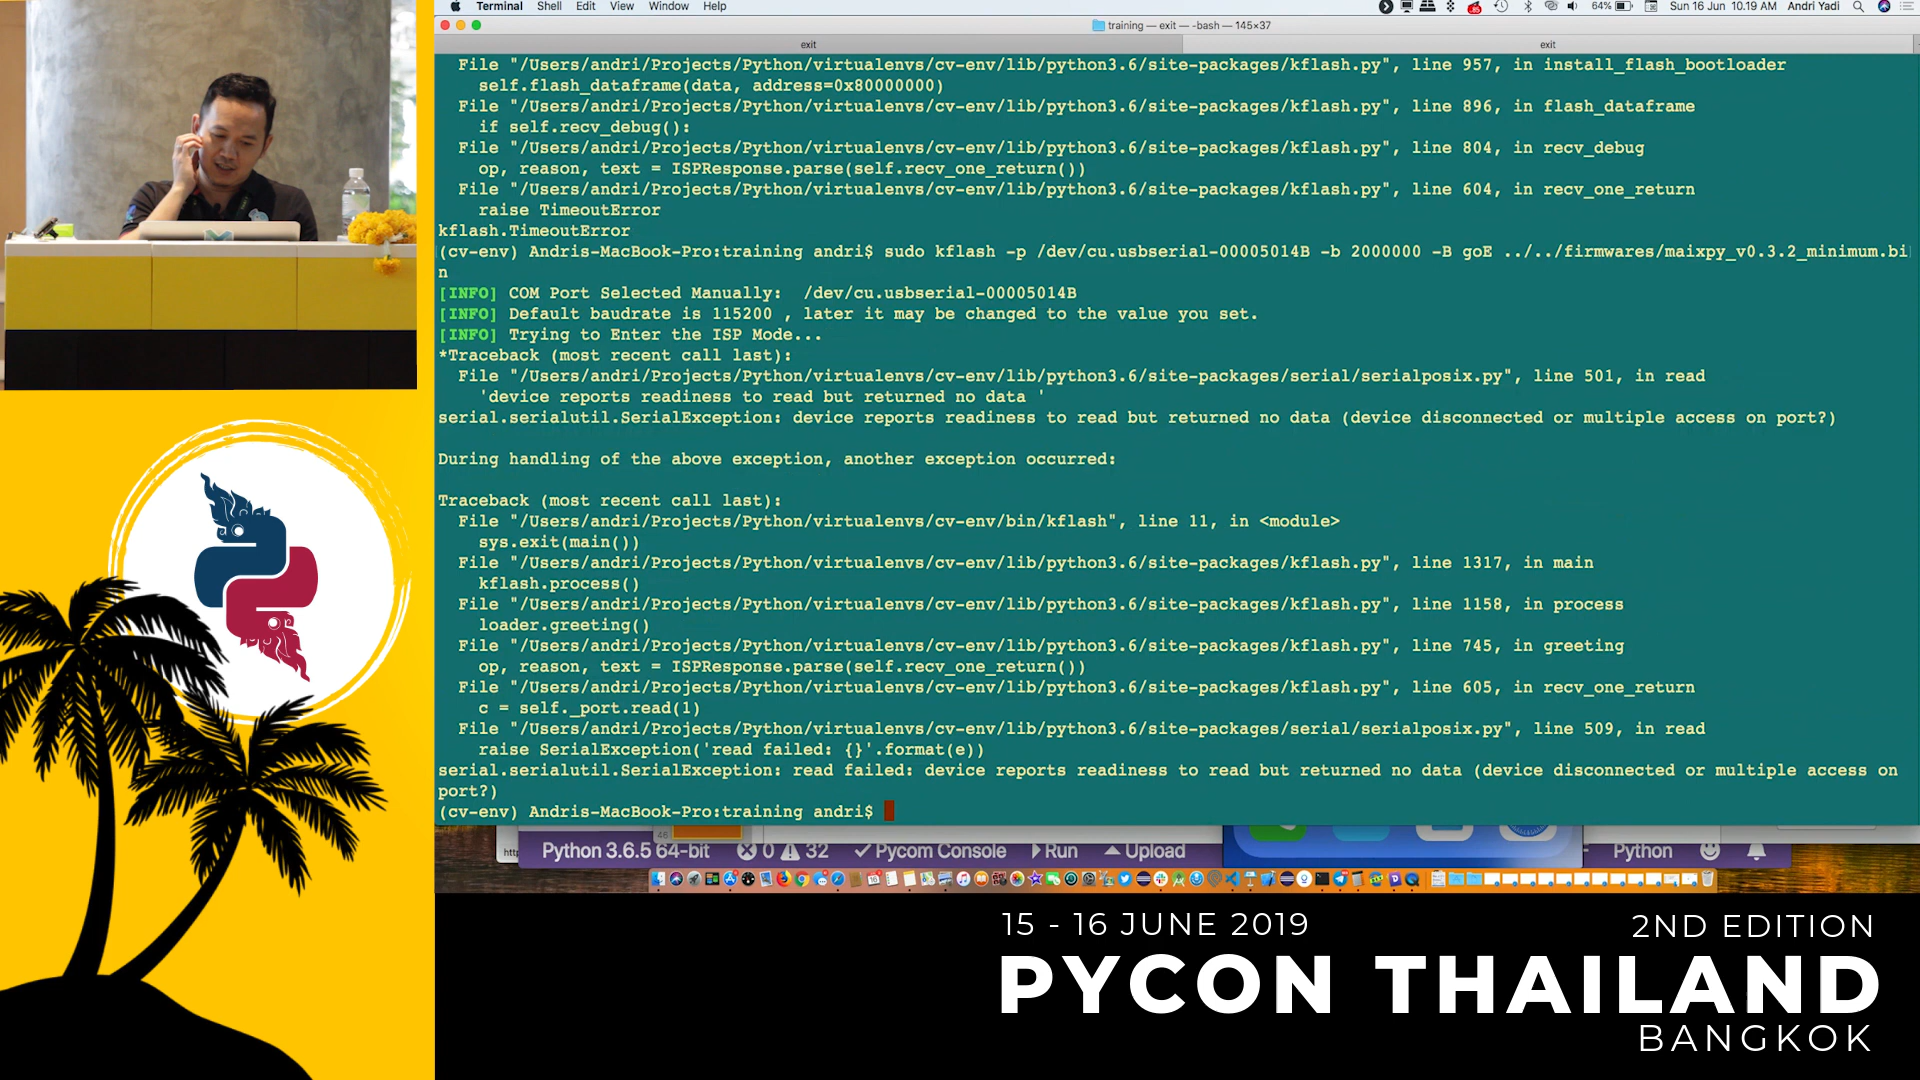 Terminal Shell Edit View Window Help
64% Sun 16 Jun 10.19 AM Andri Yadi
training — exit — -bash — 145×37
exit exit
File "/Users/andri/Projects/Python/virtualenvs/cv-env/lib/python3.6/site-packages/kflash.py", line 957, in install_flash_bootloader
self.flash_dataframe(data, address=0x80000000)
File "/Users/andri/Projects/Python/virtualenvs/cv-env/lib/python3.6/site-packages/kflash.py", line 896, in flash_dataframe
if self.recv_debug():
File "/Users/andri/Projects/Python/virtualenvs/cv-env/lib/python3.6/site-packages/kflash.py", line 804, in recv_debug
op, reason, text = ISPResponse.parse(self.recv_one_return())
File "/Users/andri/Projects/Python/virtualenvs/cv-env/lib/python3.6/site-packages/kflash.py", line 604, in recv_one_return
raise TimeoutError
kflash.TimeoutError
(cv-env) Andris-MacBook-Pro:training andri$ sudo kflash -p /dev/cu.usbserial-00005014B -b 2000000 -B goE ../../firmwares/maixpy_v0.3.2_minimum.bi
n
[INFO] COM Port Selected Manually: /dev/cu.usbserial-00005014B
[INFO] Default baudrate is 115200 , later it may be changed to the value you set.
[INFO] Trying to Enter the ISP Mode...
*Traceback (most recent call last):
File "/Users/andri/Projects/Python/virtualenvs/cv-env/lib/python3.6/site-packages/serial/serialposix.py", line 501, in read
'device reports readiness to read but returned no data '
serial.serialutil.SerialException: device reports readiness to read but returned no data (device disconnected or multiple access on port?)
During handling of the above exception, another exception occurred:
Traceback (most recent call last):
File "/Users/andri/Projects/Python/virtualenvs/cv-env/bin/kflash", line 11, in <module>
sys.exit(main())
File "/Users/andri/Projects/Python/virtualenvs/cv-env/lib/python3.6/site-packages/kflash.py", line 1317, in main
kflash.process()
File "/Users/andri/Projects/Python/virtualenvs/cv-env/lib/python3.6/site-packages/kflash.py", line 1158, in process
loader.greeting()
File "/Users/andri/Projects/Python/virtualenvs/cv-env/lib/python3.6/site-packages/kflash.py", line 745, in greeting
op, reason, text = ISPResponse.parse(self.recv_one_return())
File "/Users/andri/Projects/Python/virtualenvs/cv-env/lib/python3.6/site-packages/kflash.py", line 605, in recv_one_return
c = self._port.read(1)
File "/Users/andri/Projects/Python/virtualenvs/cv-env/lib/python3.6/site-packages/serial/serialposix.py", line 509, in read
raise SerialException('read failed: {}'.format(e))
serial.serialutil.SerialException: read failed: device reports readiness to read but returned no data (device disconnected or multiple access on
port?)
(cv-env) Andris-MacBook-Pro:training andri$
46
htt
Python 3.6.5 64-bit 0 32 Pycom Console Run Upload Python
15 - 16 JUNE 2019
2ND EDITION
PYCON THAILAND
BANGKOK